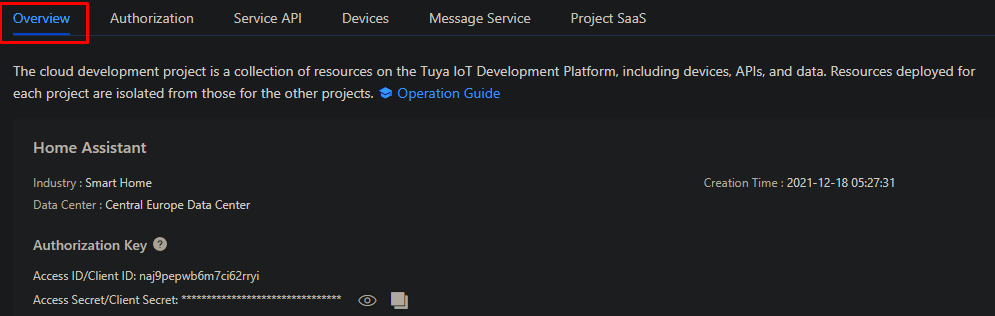 Overview Authorization Service API Devices Message Service Project SaaS
The cloud development project is a collection of resources on the Tuya IoT Development Platform, including devices, APIs, and data. Resources deployed for
each project are isolated from those for the other projects. Operation Guide
Home Assistant
Industry : Smart Home Creation Time : 2021-12-18 05:27:31
Data Center : Central Europe Data Center
Authorization Key ?
Access ID/Client ID: naj9pepwb6m7ci62rryi
Access Secret/Client Secret: ********************************